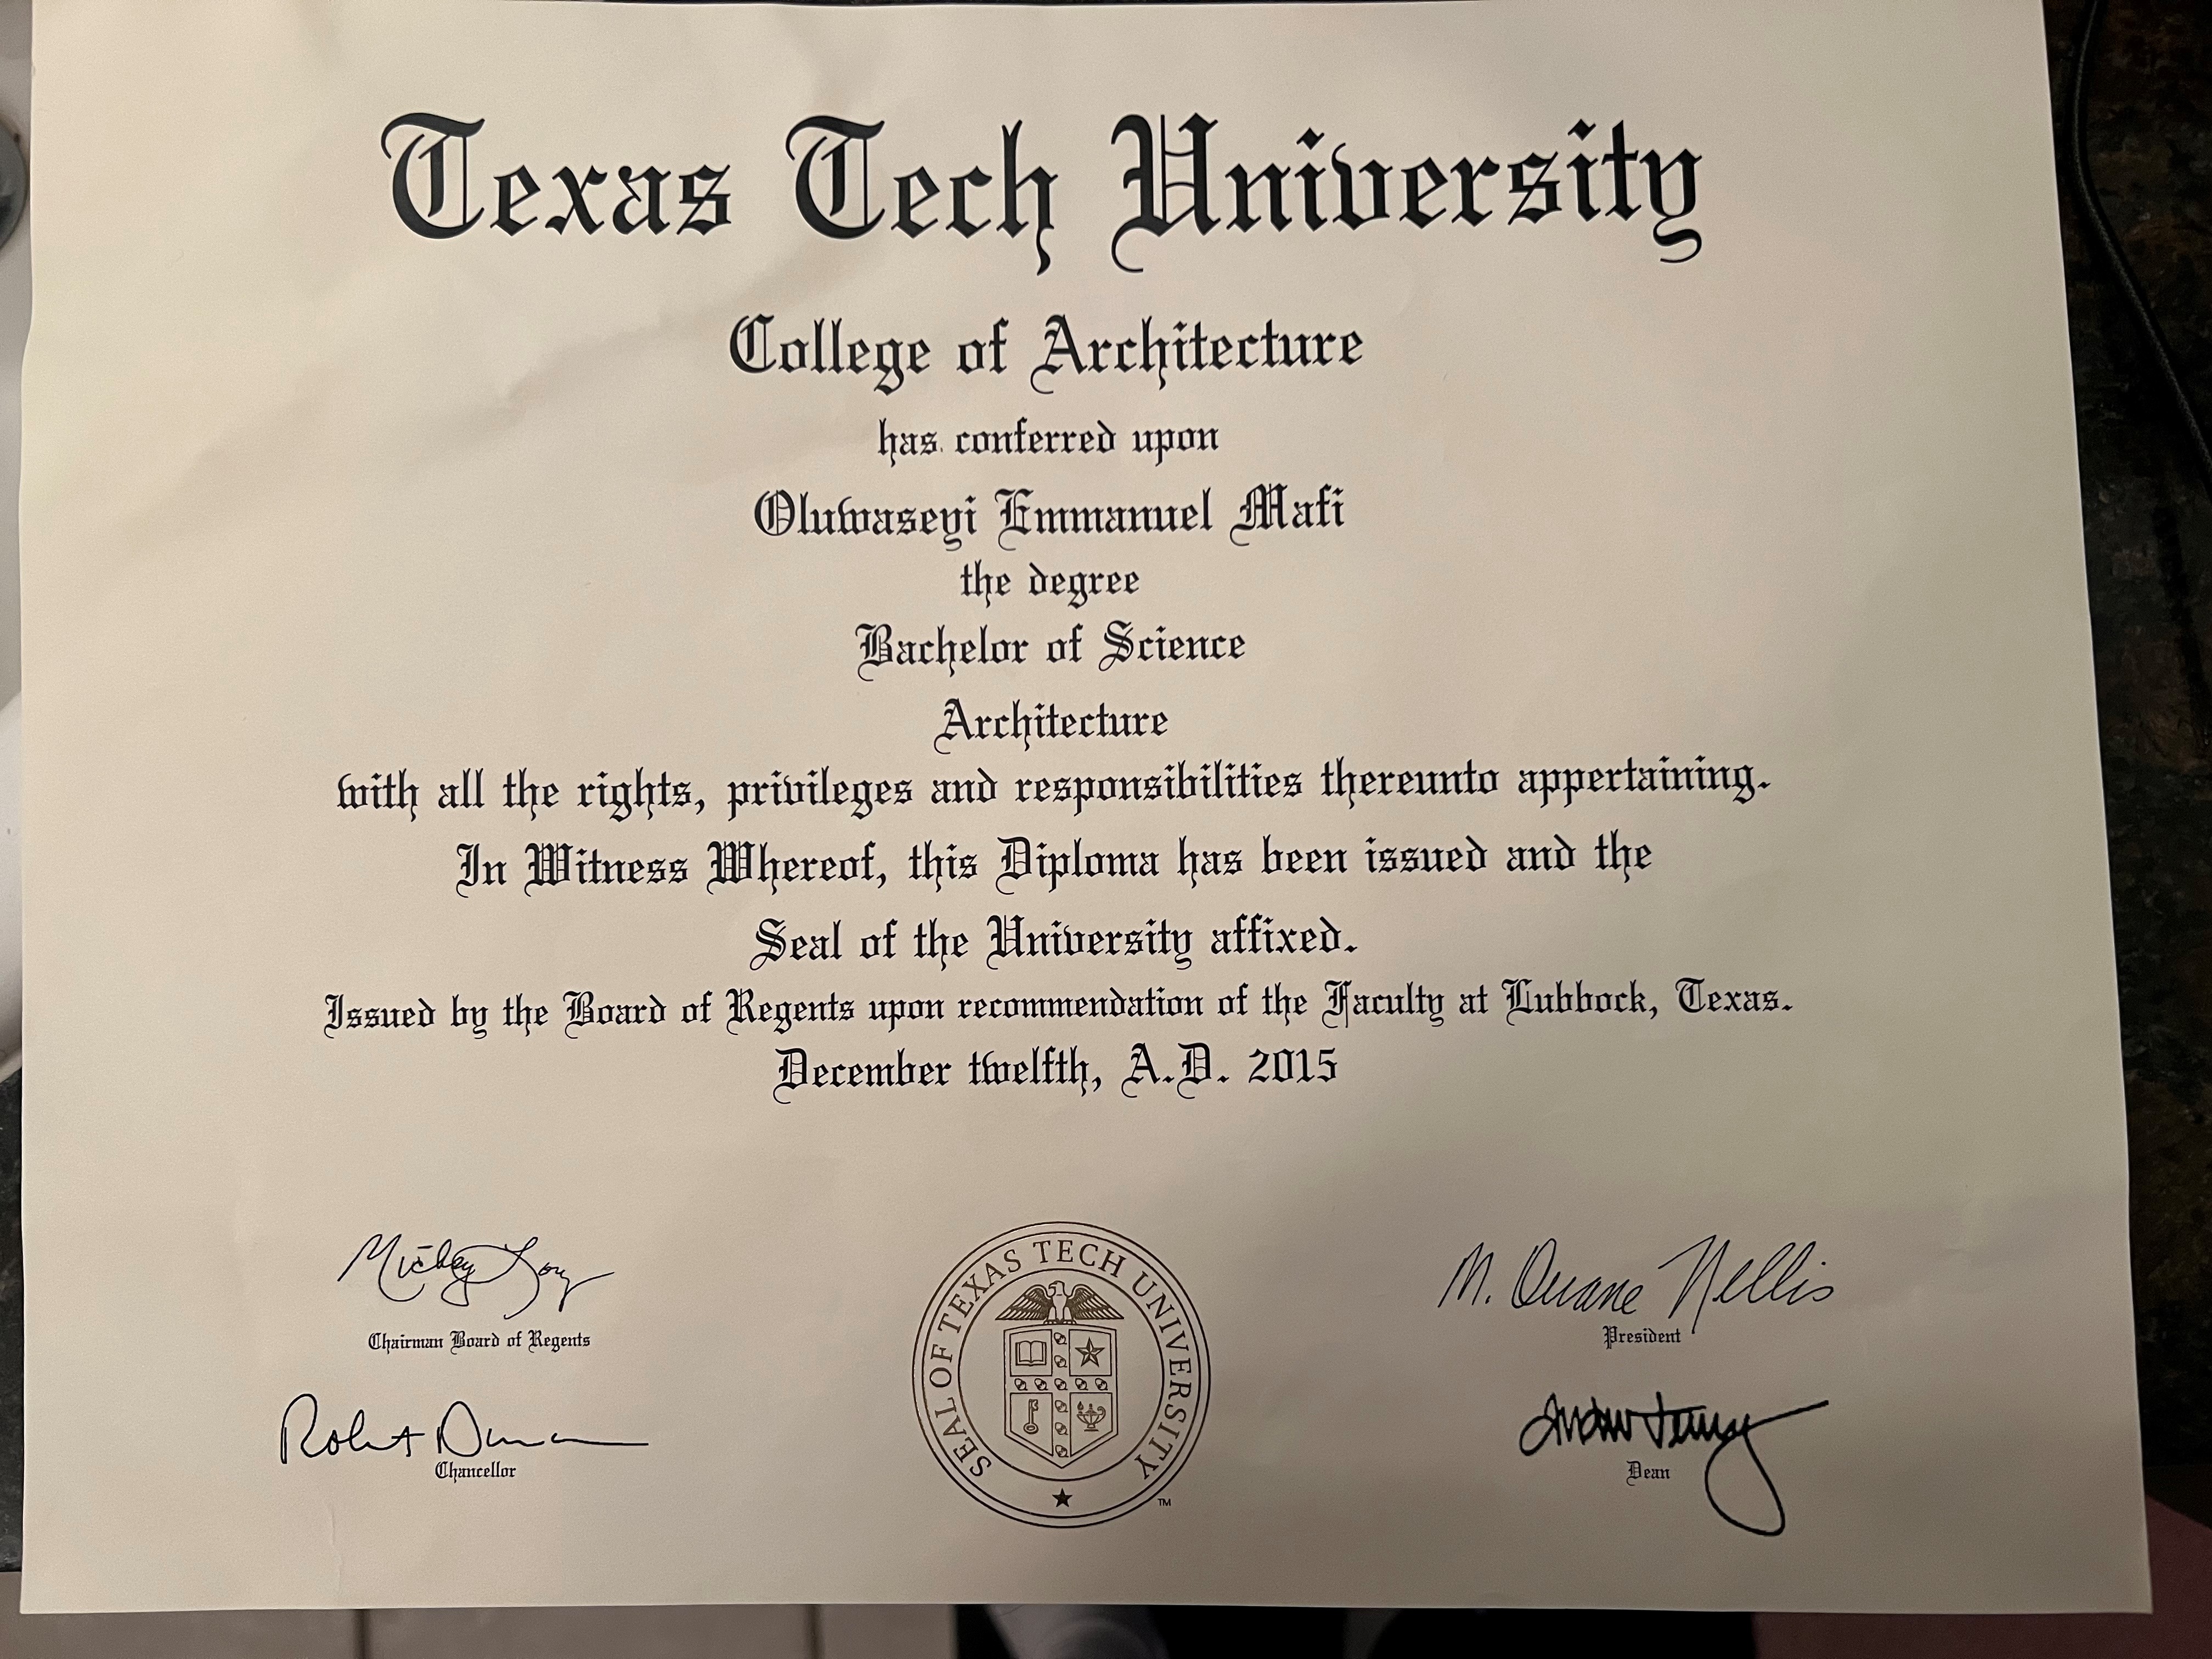 Texas Tech University
College of Architecture
has conferred upon
Oluwaseyi Emmanuel Mafi
the degree
Bachelor of Science
Architecture
with all the rights, privileges and responsibilities thereunto appertaining.
In Witness Whereof, this Diploma has been issued and the
Seal of the University affixed.
Issued by the Board of Regents upon recommendation of the Faculty at Lubbock, Texas.
December twelfth, A.D. 2015
Mickey Long
Chairman Board of Regents
M. Duane Nellis
President
Robert Duncan
Chancellor
Dean
SEAL OF TEXAS TECH UNIVERSITY
TM